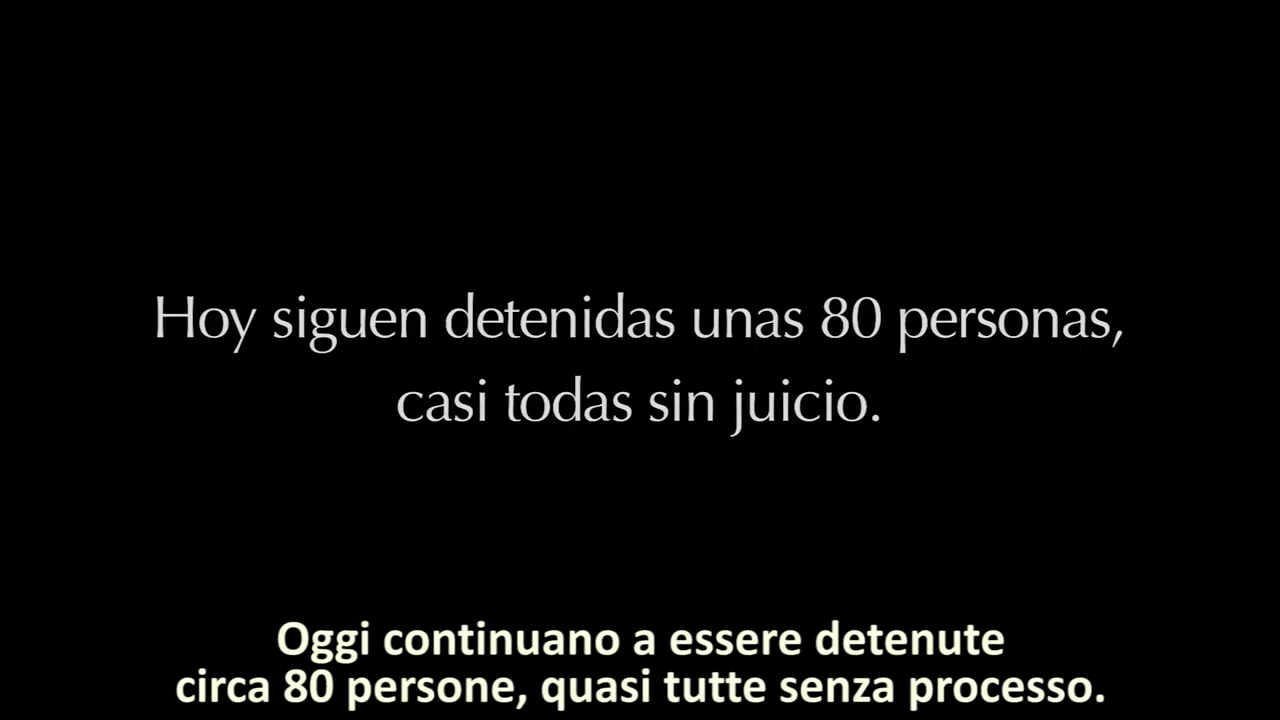 Hoy siguen detenidas unas 80 personas,
casi todas sin juicio.
Oggi continuano a essere detenute
circa 80 persone, quasi tutte senza processo.